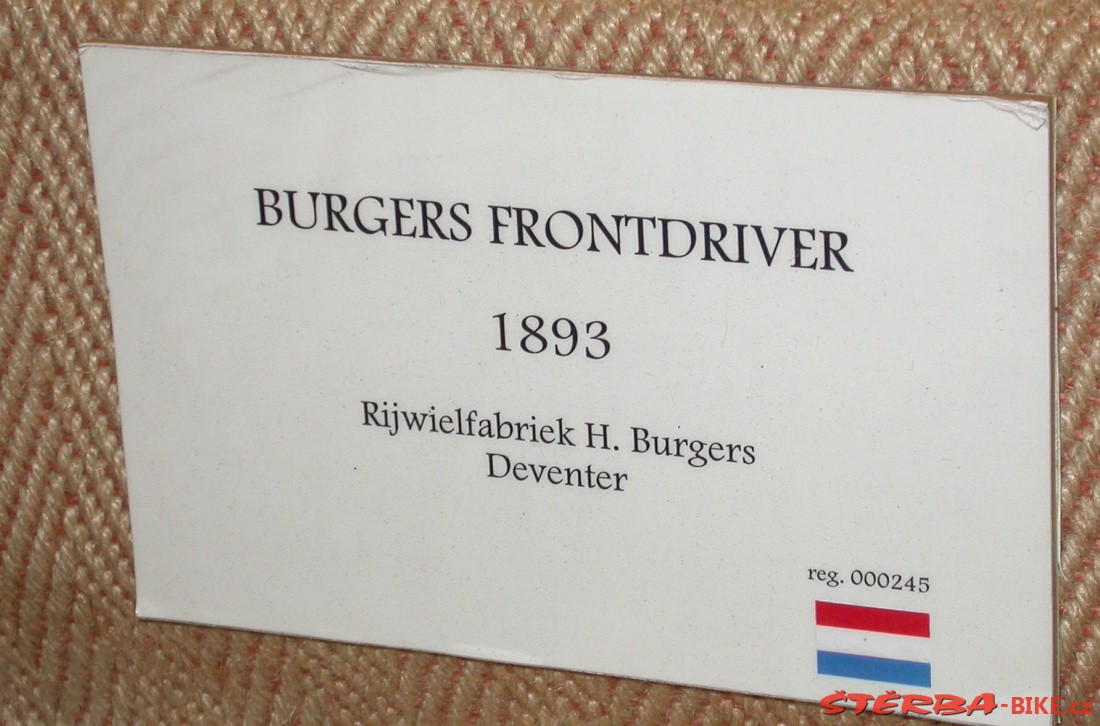 BURGERS FRONTDRIVER
1893
Rijwielfabriek H. Burgers
Deventer
reg. 000245
ŠTĚRBA-BIKE.cz